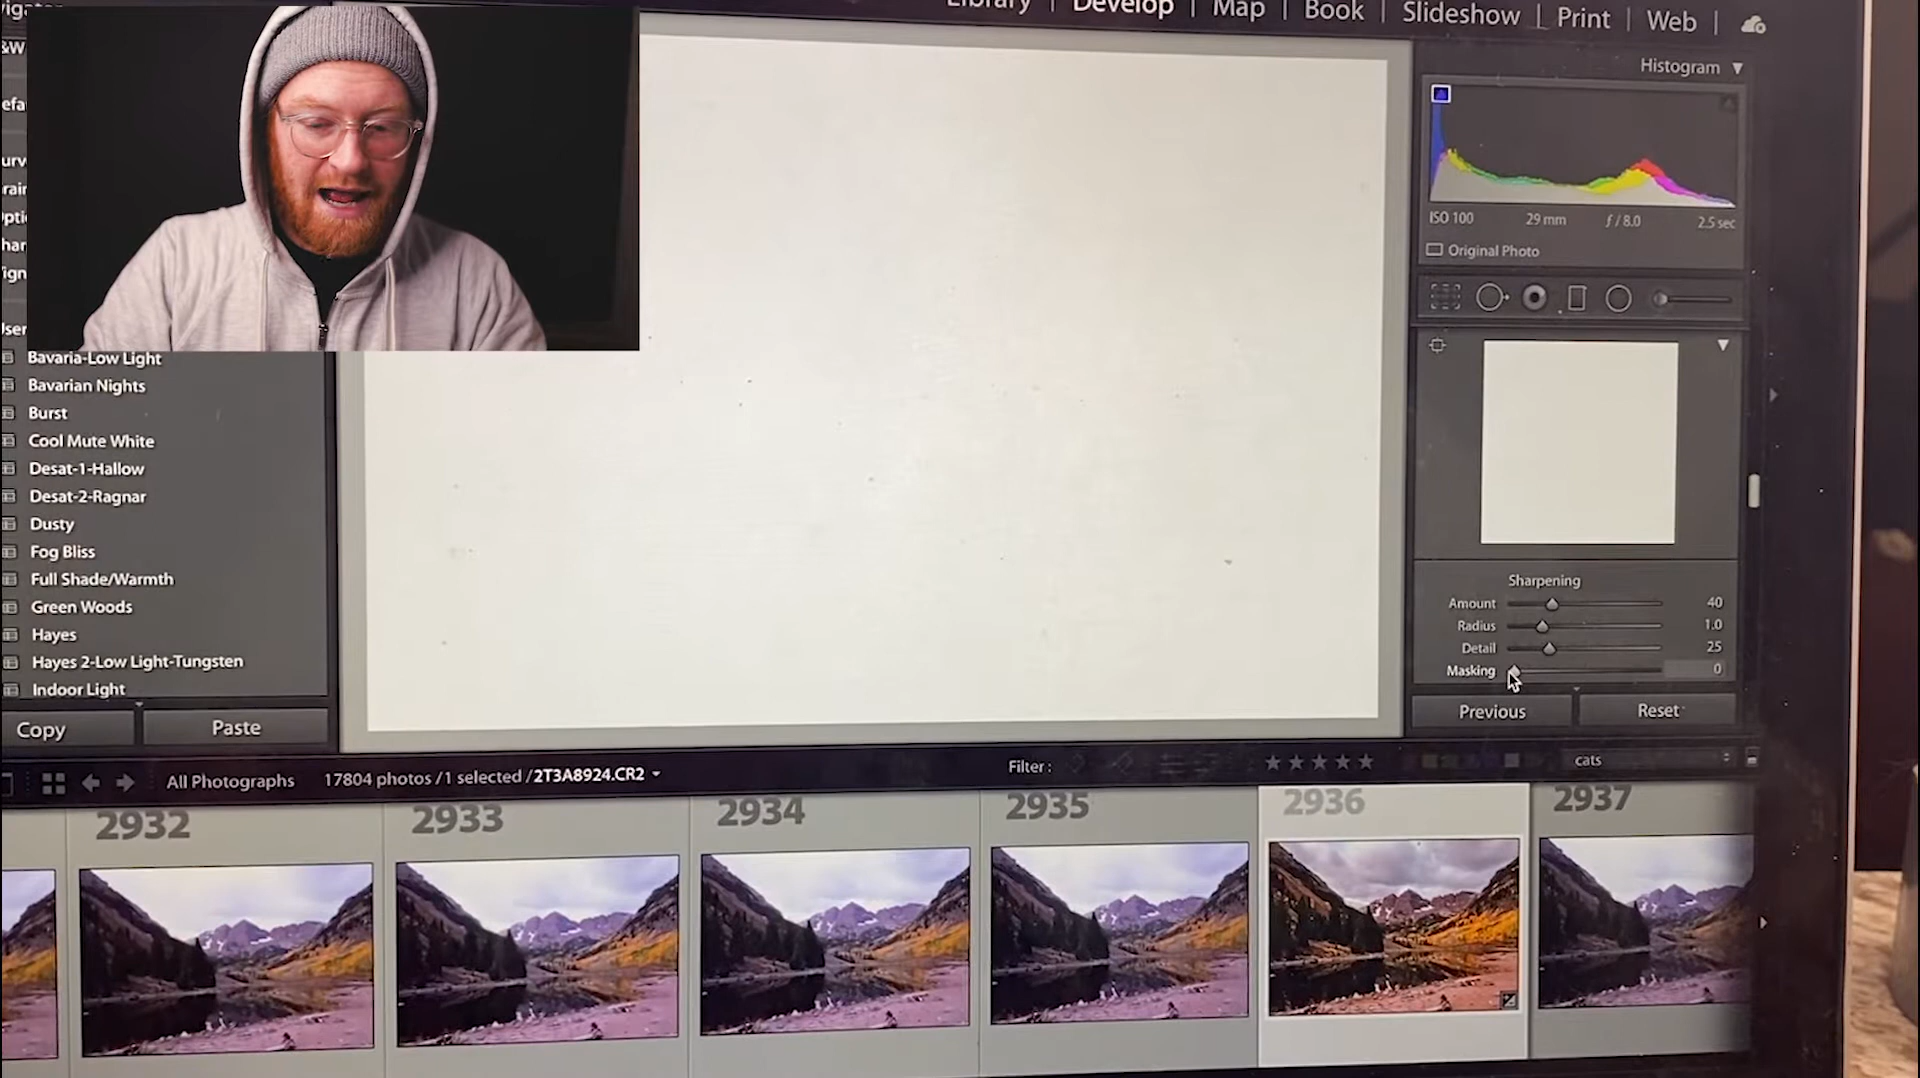 Library | Develop | Map | Book | Slideshow | Print | Web |
Histogram
ISO 100 29 mm f / 8.0 2.5 sec
Original Photo
Bavaria-Low Light
Bavarian Nights
Burst
Cool Mute White
Desat-1-Hallow
Desat-2-Ragnar
Dusty
Fog Bliss
Full Shade/Warmth
Green Woods
Hayes
Hayes 2-Low Light-Tungsten
Indoor Light
Copy Paste
Sharpening
Amount 40
Radius 1.0
Detail 25
Masking 0
Previous Reset
All Photographs 17804 photos /1 selected /2T3A8924.CR2 Filter : cats
2932 2933 2934 2935 2936 2937